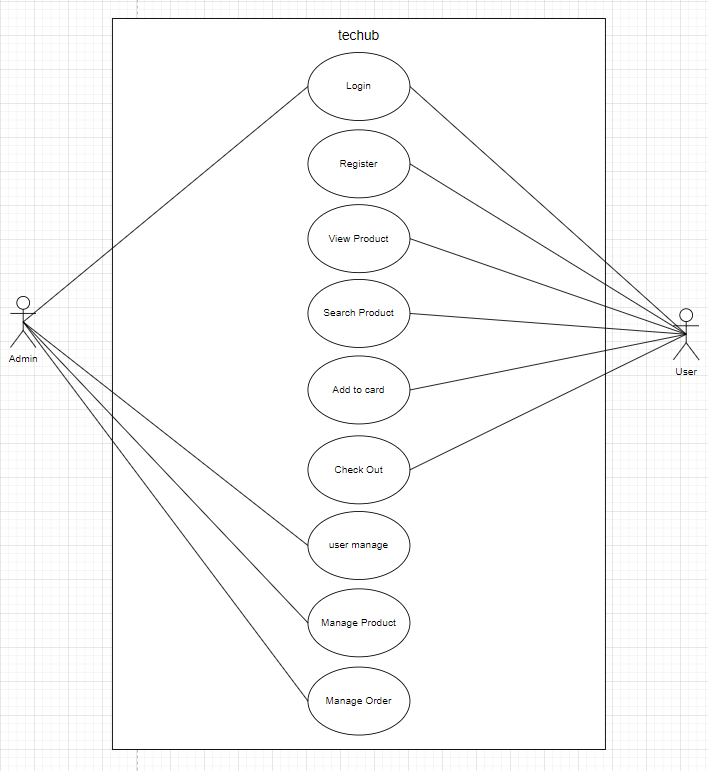 techub
Login
Register
View Product
Search Product
Admin
User
Add to card
Check Out
user manage
Manage Product
Manage Order